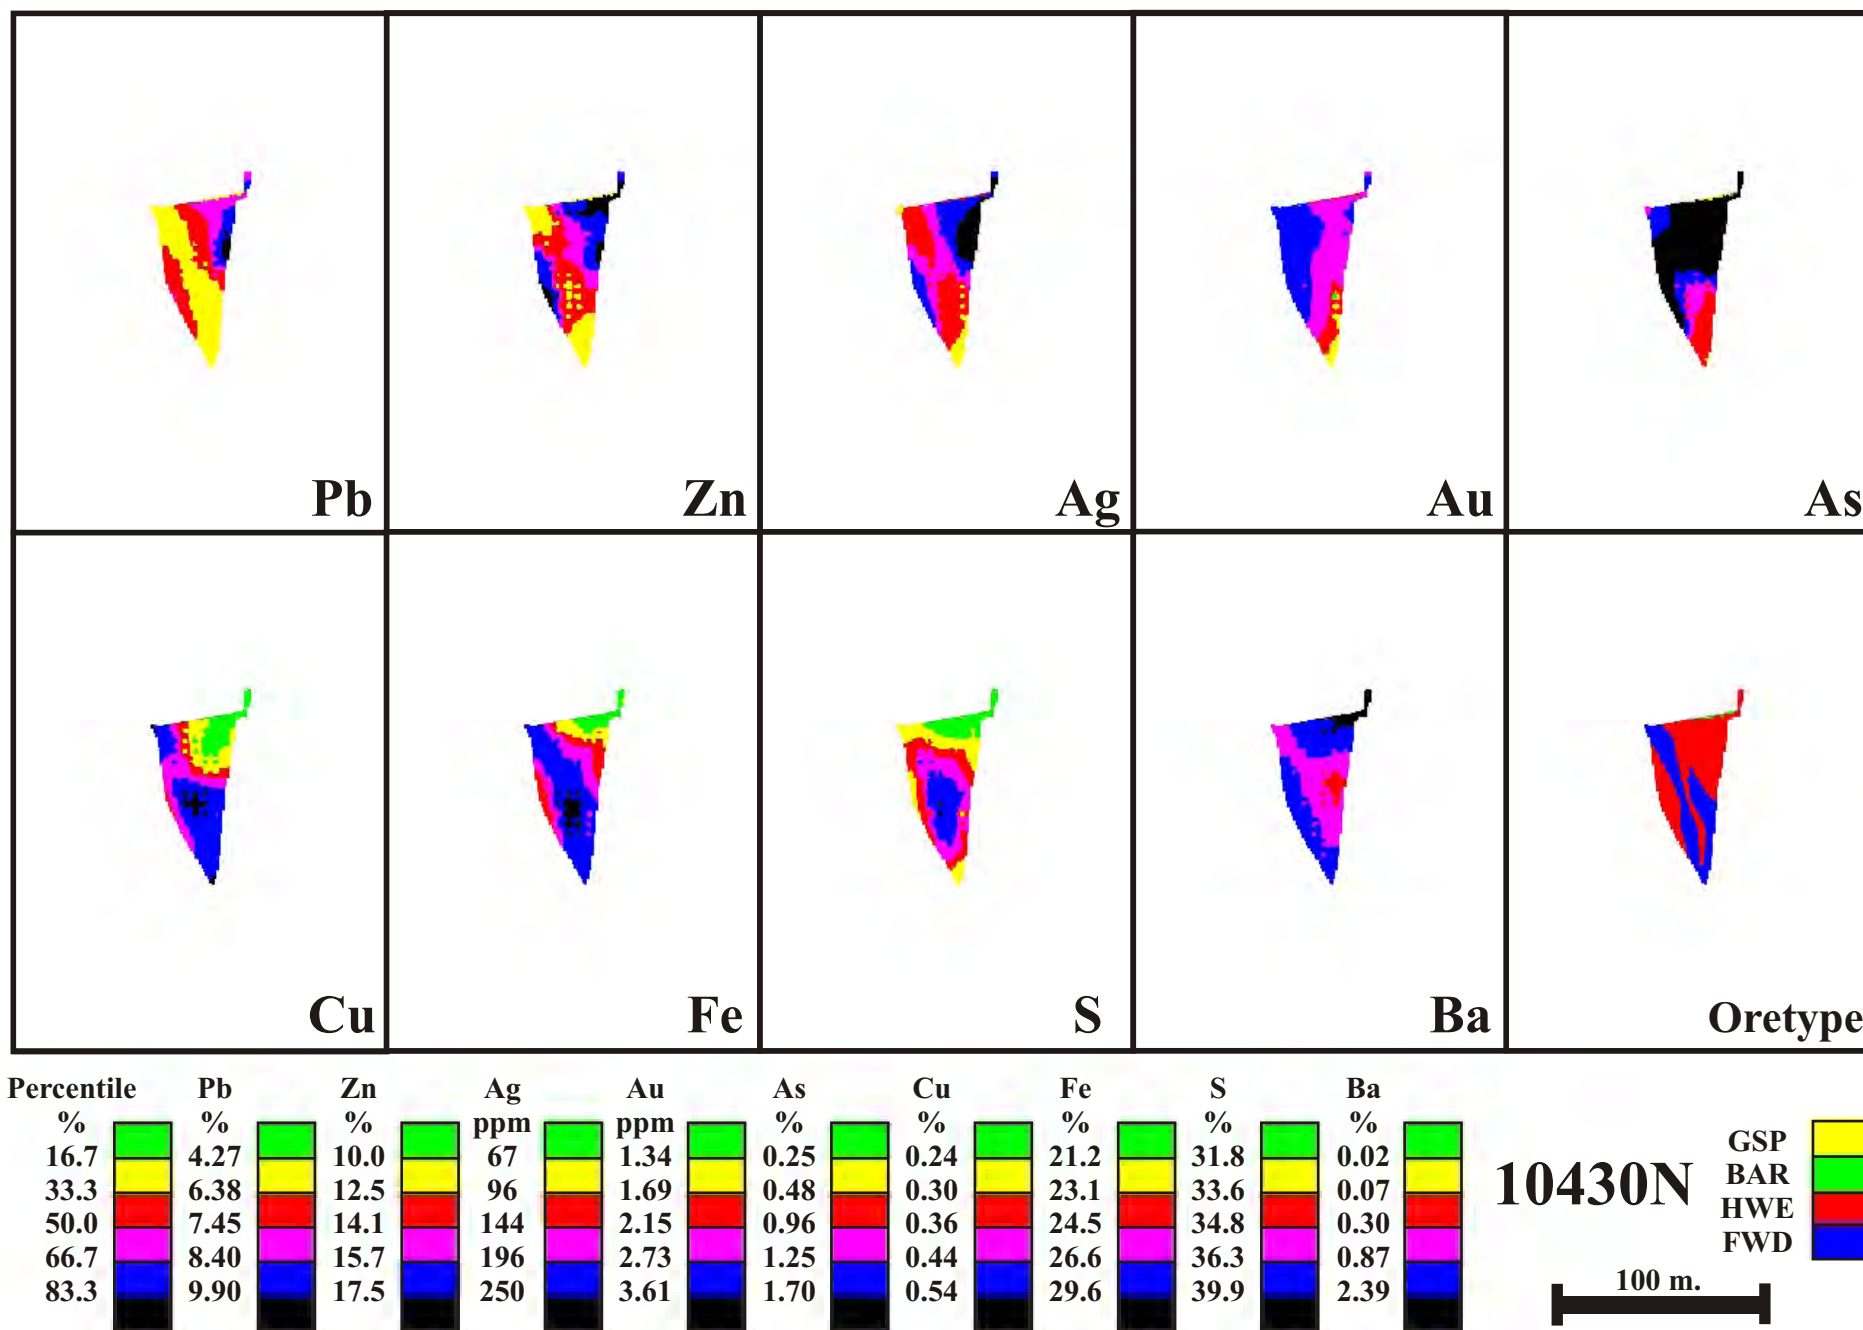 Pb Zn Ag Au As
Cu Fe S Ba Oretype
Percentile Pb Zn Ag Au As Cu Fe S Ba
% % % ppm ppm % % % % %
16.7 4.27 10.0 67 1.34 0.25 0.24 21.2 31.8 0.02
33.3 6.38 12.5 96 1.69 0.48 0.30 23.1 33.6 0.07
50.0 7.45 14.1 144 2.15 0.96 0.36 24.5 34.8 0.30
66.7 8.40 15.7 196 2.73 1.25 0.44 26.6 36.3 0.87
83.3 9.90 17.5 250 3.61 1.70 0.54 29.6 39.9 2.39
10430N
GSP
BAR
HWE
FWD
100 m.